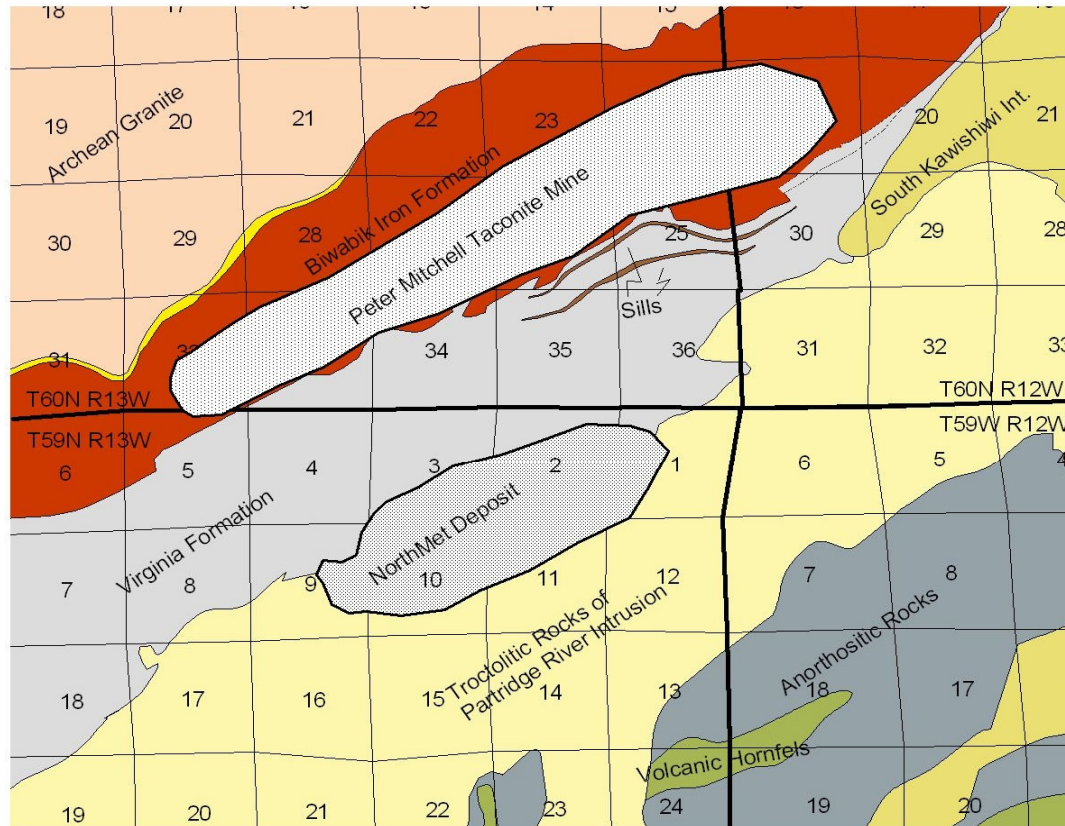 18 17 14
19 20 21 22 23 20 21
Archean Granite
Biwabik Iron Formation
Peter Mitchell Taconite Mine
South Kawishiwi Int.
30 29 28 25 30 29 28
Sills
31 34 35 36 31 32 33
T60N R13W T60N R12W
T59N R13W T59W R12W
6 5 4 3 2 1 6 5 4
Virginia Formation
NorthMet Deposit
7 8 9 10 11 12 7 8
Troctolitic Rocks of
Partridge River Intrusion
Anorthositic Rocks
18 17 16 15 14 13 18 17
Volcanic Hornfels
19 20 21 22 23 24 19 20